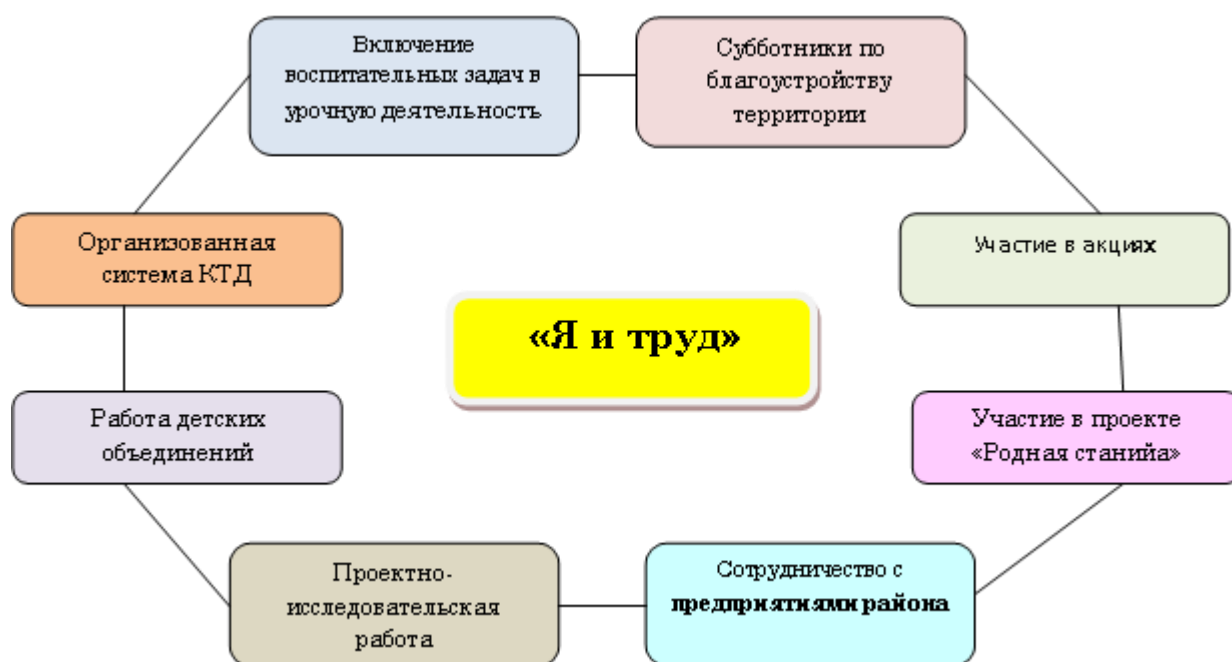 Включение
воспитательных задач в
урочную деятельность
Субботники по
благоустройству
территории
Организованная
система КТД
Участие в акциях
«Я и труд»
Работа детских
объединений
Участие в проекте
«Родная станийа»
Проектно-
исследовательская
работа
Сотрудничество с
предприятиями района